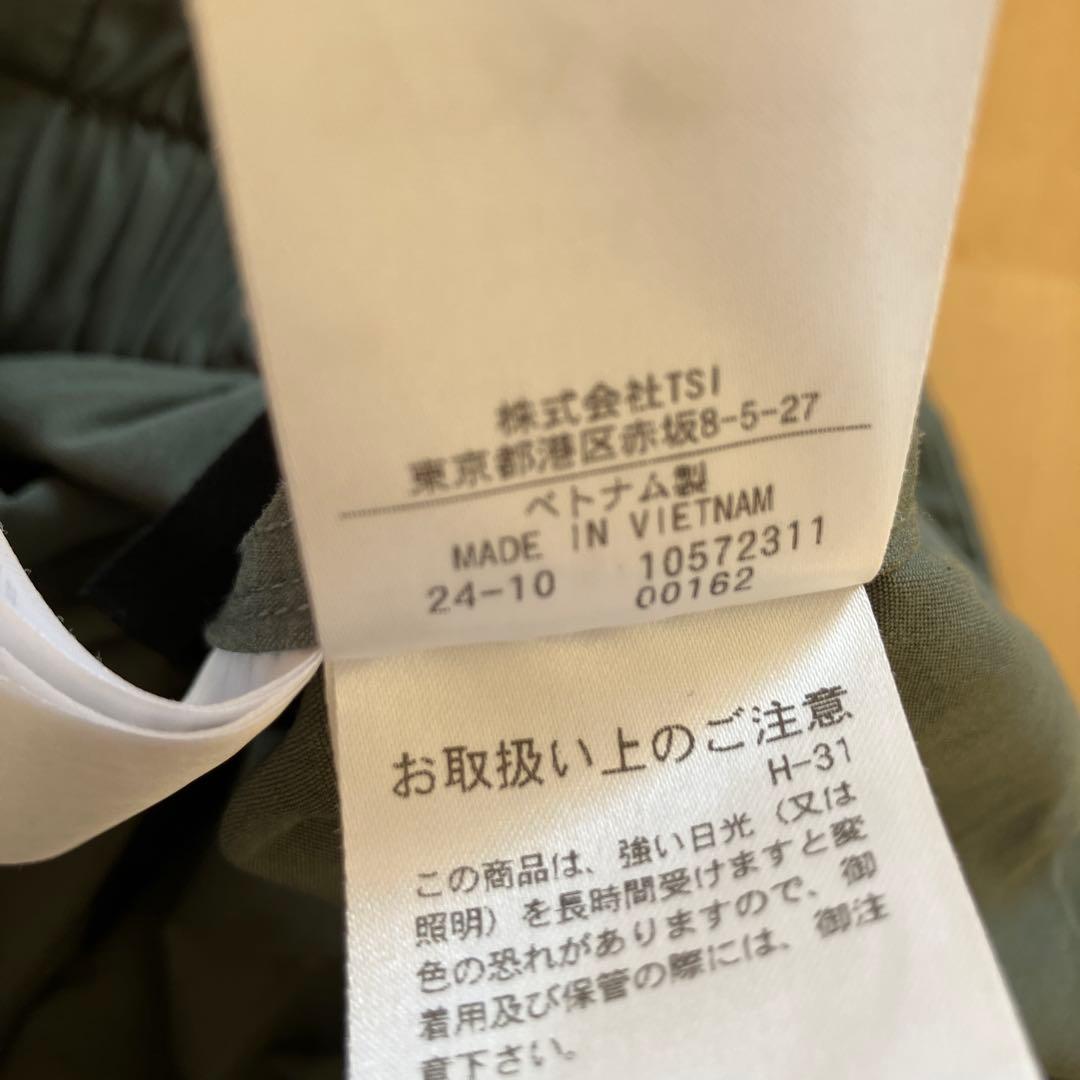 株式会社TSI
東京都港区赤坂8-5-27
ベトナム製
MADE IN VIETNAM
24-10 10572311
00162
お取扱い上のご注意
H-31
この商品は、強い日光（又は
照明）を長時間受けますと変
色の恐れがありますので、御
着用及び保管の際には、御注
意下さい。